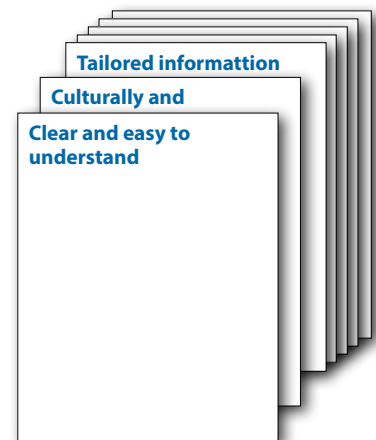 Tailored informattion
Culturally and
Clear and easy to
understand